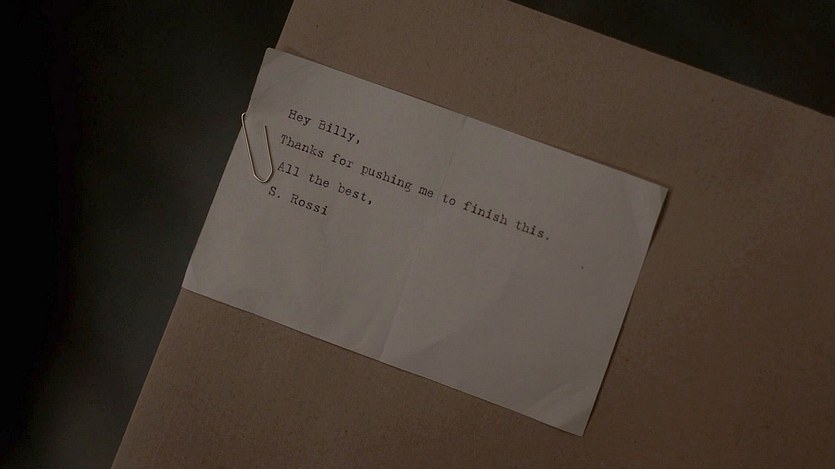 Hey Billy,
Thanks for pushing me to finish this.
All the best,
S. Rossi